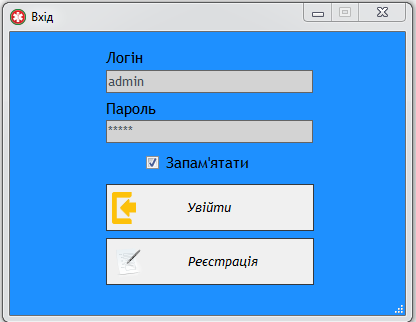 Вхід
Логін
admin
Пароль
*****
Запам'ятати
Увійти
Реєстрація